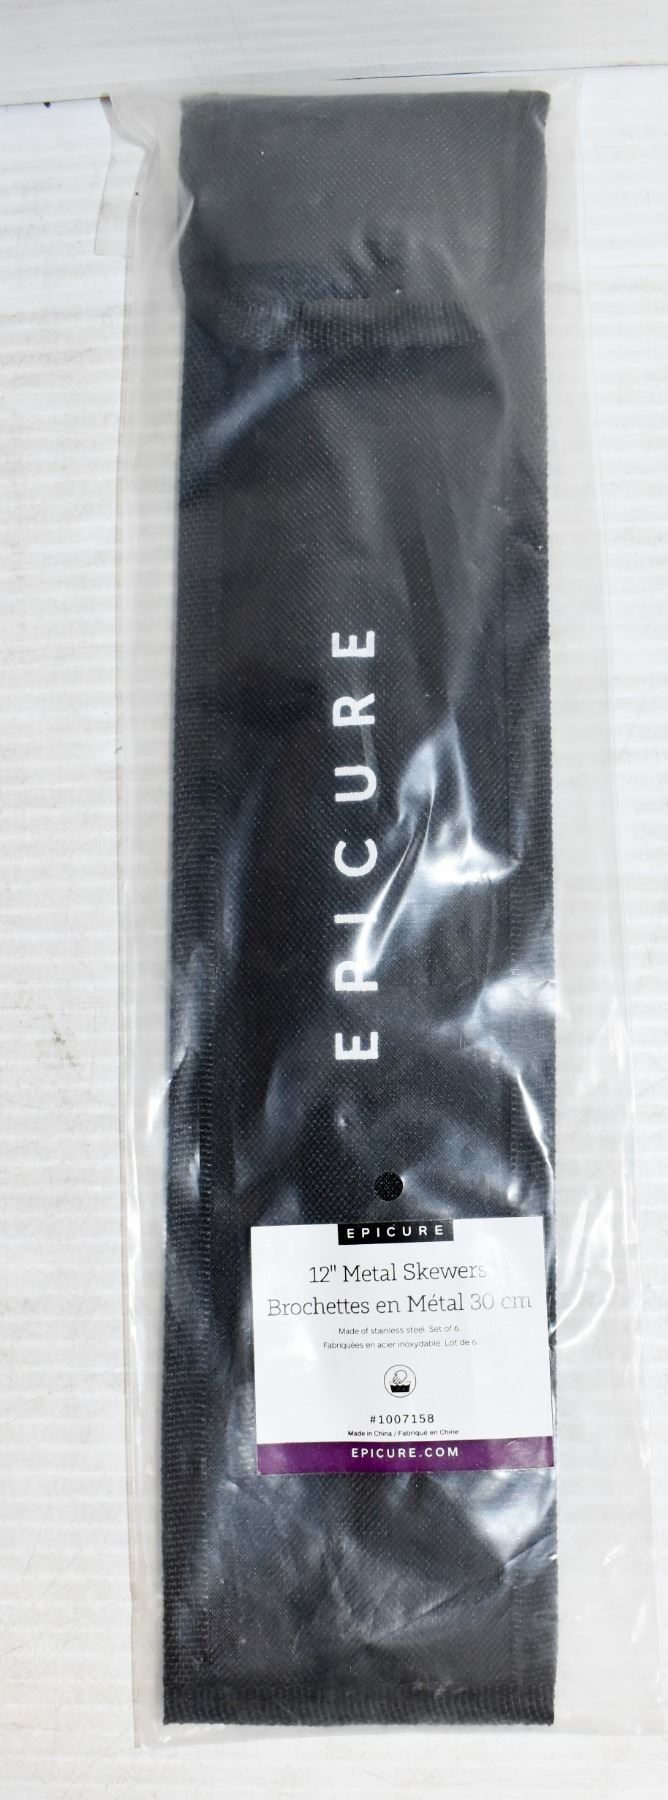 EPICURE
EPICURE
12" Metal Skewers
Brochettes en Métal 30 cm
Made of stainless steel. Set of 6.
Fabriquées en acier inoxydable. Lot de 6.
#1007158
Made in China / Fabriqué en Chine
EPICURE.COM